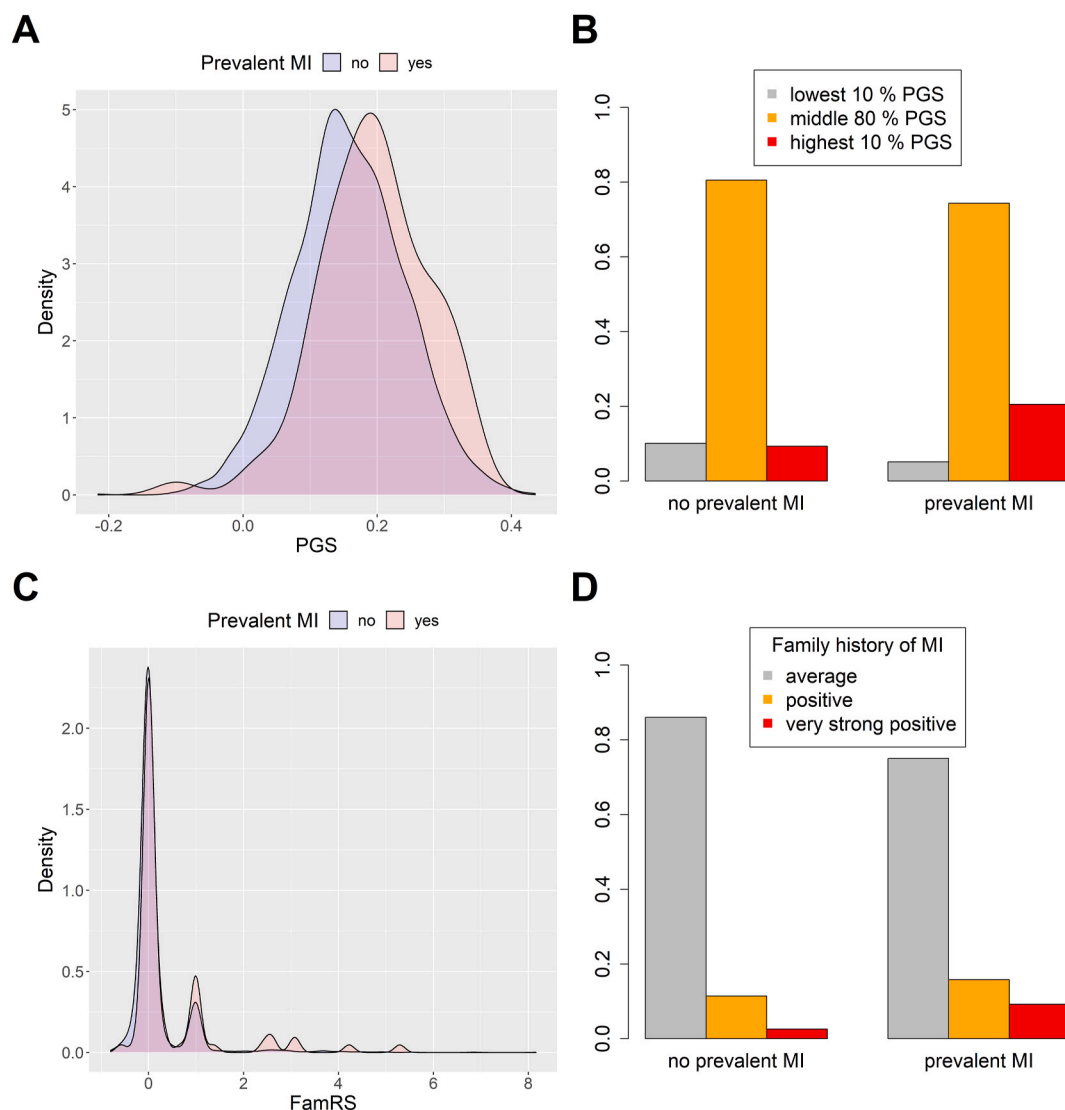 A
Prevalent MI no yes
Density
5
4
3
2
1
0
-0.2 0.0 0.2 0.4
PGS
B
lowest 10 % PGS
middle 80 % PGS
highest 10 % PGS
1.0
0.8
0.6
0.4
0.2
0.0
no prevalent MI prevalent MI
C
Prevalent MI no yes
Density
2.0
1.5
1.0
0.5
0.0
0 2 4 6 8
FamRS
D
Family history of MI
average
positive
very strong positive
1.0
0.8
0.6
0.4
0.2
0.0
no prevalent MI prevalent MI